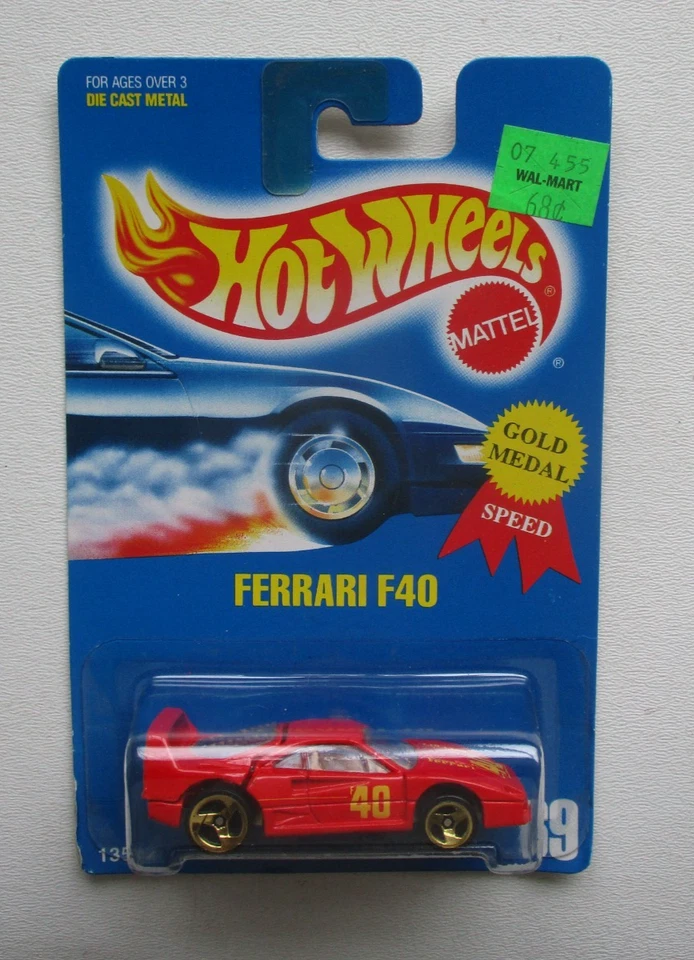 FOR AGES OVER 3
DIE CAST METAL
07 455
WAL-MART
68¢
HOT WHEELS
®
MATTEL
®
GOLD
MEDAL
SPEED
FERRARI F40
40